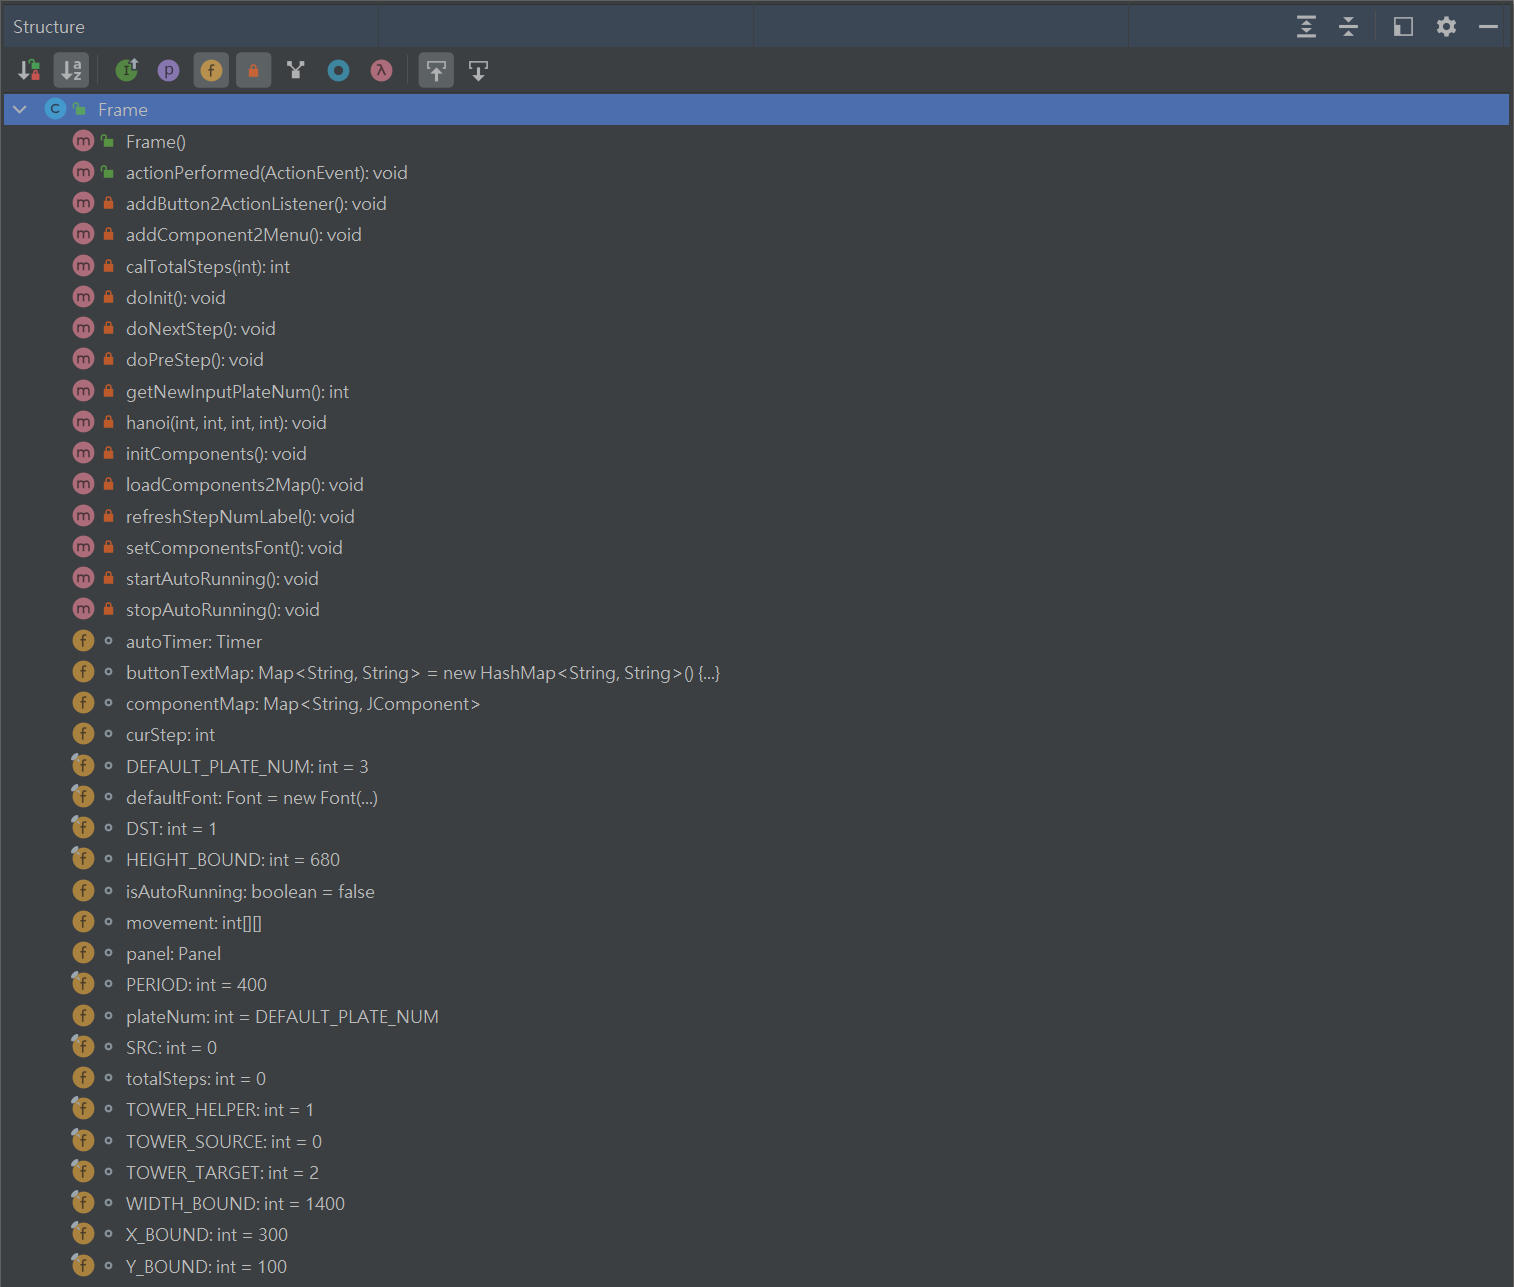 Structure
Frame
Frame()
actionPerformed(ActionEvent): void
addButton2ActionListener(): void
addComponent2Menu(): void
calTotalSteps(int): int
doInit(): void
doNextStep(): void
doPreStep(): void
getNewInputPlateNum(): int
hanoi(int, int, int, int): void
initComponents(): void
loadComponents2Map(): void
refreshStepNumLabel(): void
setComponentsFont(): void
startAutoRunning(): void
stopAutoRunning(): void
autoTimer: Timer
buttonTextMap: Map<String, String> = new HashMap<String, String>() {...}
componentMap: Map<String, JComponent>
curStep: int
DEFAULT_PLATE_NUM: int = 3
defaultFont: Font = new Font(...)
DST: int = 1
HEIGHT_BOUND: int = 680
isAutoRunning: boolean = false
movement: int[][]
panel: Panel
PERIOD: int = 400
plateNum: int = DEFAULT_PLATE_NUM
SRC: int = 0
totalSteps: int = 0
TOWER_HELPER: int = 1
TOWER_SOURCE: int = 0
TOWER_TARGET: int = 2
WIDTH_BOUND: int = 1400
X_BOUND: int = 300
Y_BOUND: int = 100